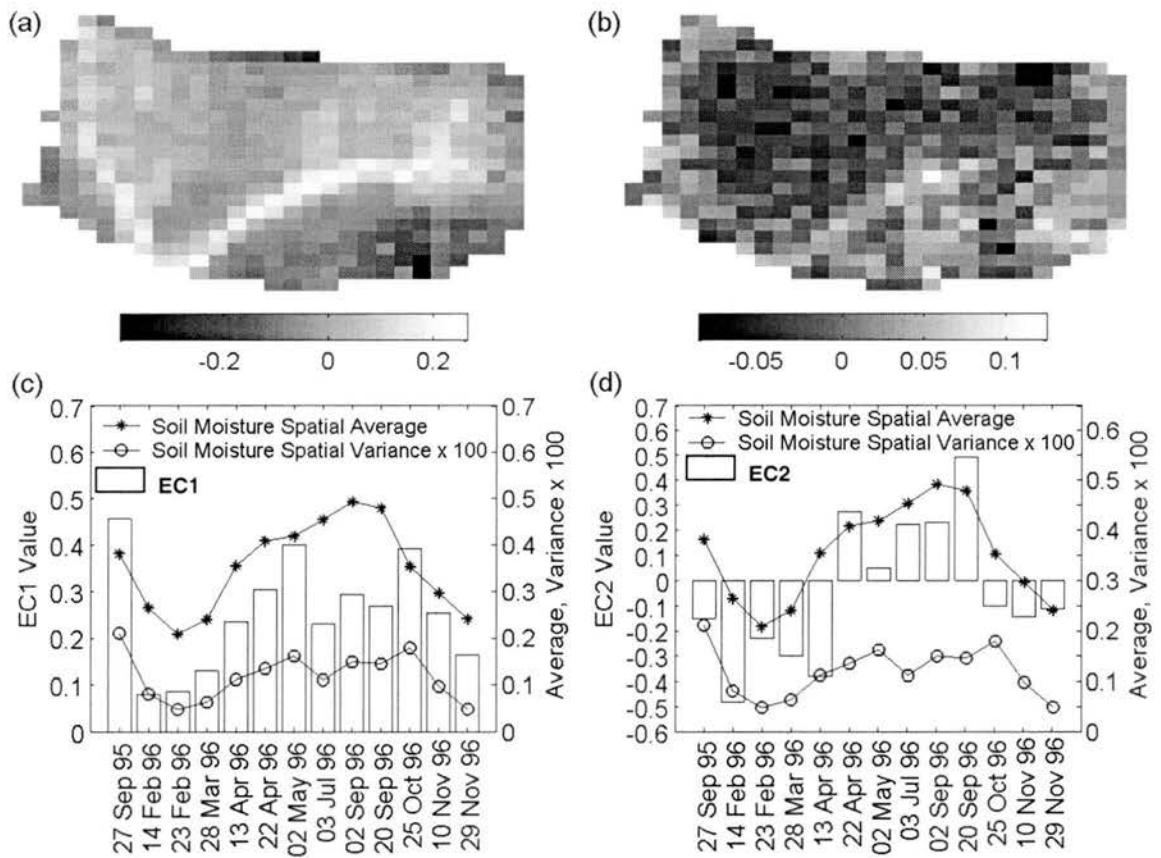 (a)
(b)
-0.2 0 0.2
-0.05 0 0.05 0.1
(c)
0.7
0.6
0.5
0.4
0.3
0.2
0.1
0
EC1 Value
Soil Moisture Spatial Average
Soil Moisture Spatial Variance x 100
EC1
0.7
0.6
0.5
0.4
0.3
0.2
0.1
0
Average, Variance x 100
27 Sep 95
14 Feb 96
23 Feb 96
28 Mar 96
13 Apr 96
22 Apr 96
02 May 96
03 Jul 96
02 Sep 96
20 Sep 96
25 Oct 96
10 Nov 96
29 Nov 96
(d)
0.7
0.6
0.5
0.4
0.3
0.2
0.1
0
-0.1
-0.2
-0.3
-0.4
-0.5
-0.6
EC2 Value
Soil Moisture Spatial Average
Soil Moisture Spatial Variance x 100
EC2
0.6
0.5
0.4
0.3
0.2
0.1
0
Average, Variance x 100
27 Sep 95
14 Feb 96
23 Feb 96
28 Mar 96
13 Apr 96
22 Apr 96
02 May 96
03 Jul 96
02 Sep 96
20 Sep 96
25 Oct 96
10 Nov 96
29 Nov 96